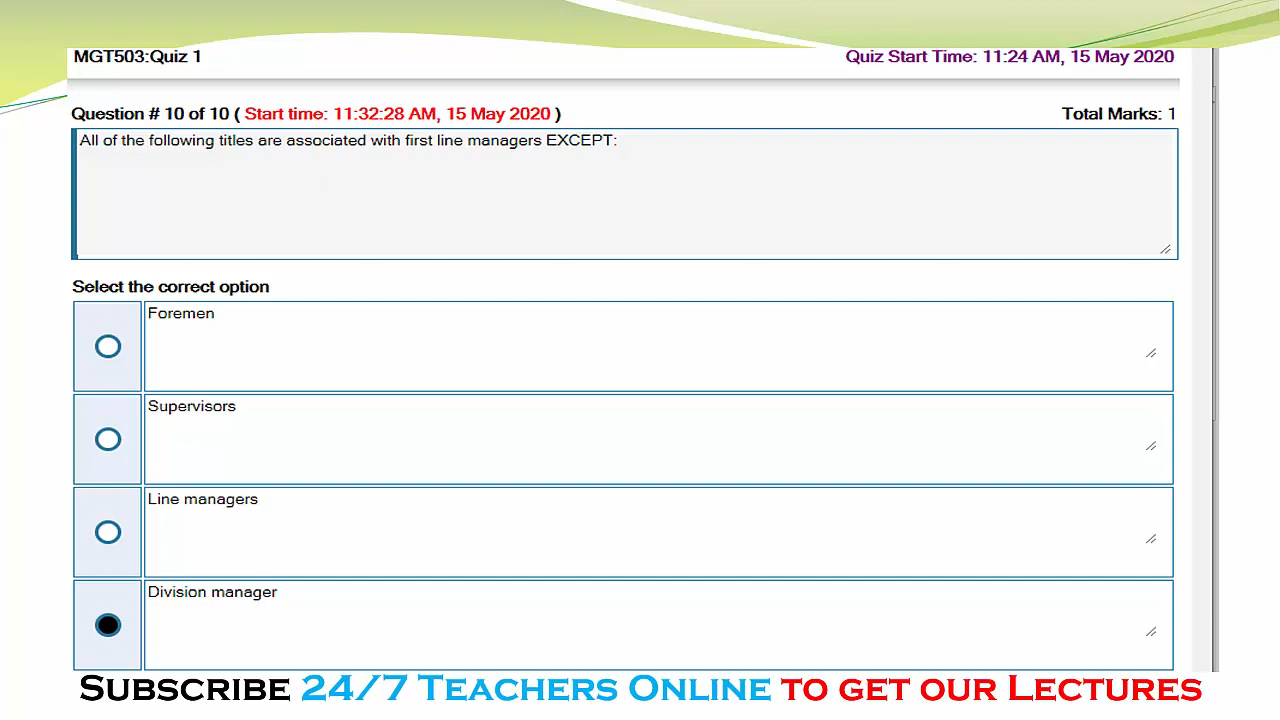 MGT503:Quiz 1
Quiz Start Time: 11:24 AM, 15 May 2020
Question # 10 of 10 ( Start time: 11:32:28 AM, 15 May 2020 )
Total Marks: 1
All of the following titles are associated with first line managers EXCEPT:
Select the correct option
Foremen
Supervisors
Line managers
Division manager
Subscribe 24/7 Teachers Online to get our Lectures